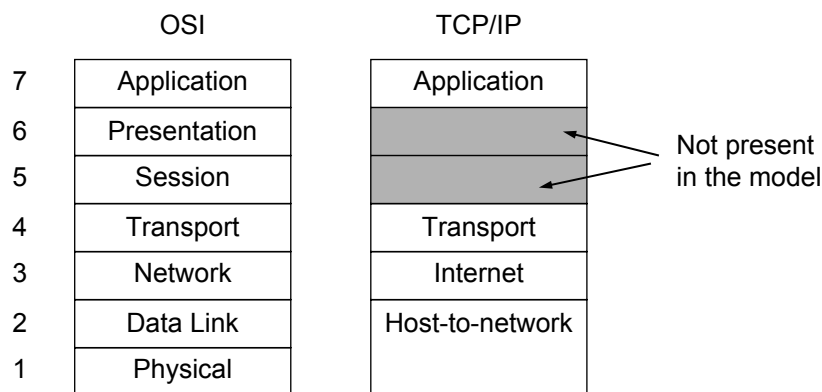 OSI TCP/IP
7 Application Application
6 Presentation
Not present
5 Session
in the model
4 Transport Transport
3 Network Internet
2 Data Link Host-to-network
1 Physical